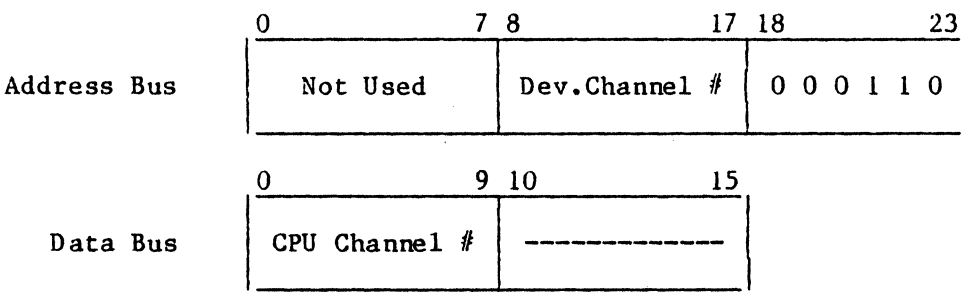 0 7 8 17 18 23
Address Bus Not Used Dev.Channel # 0 0 0 1 1 0
0 9 10 15
Data Bus CPU Channel # ------------